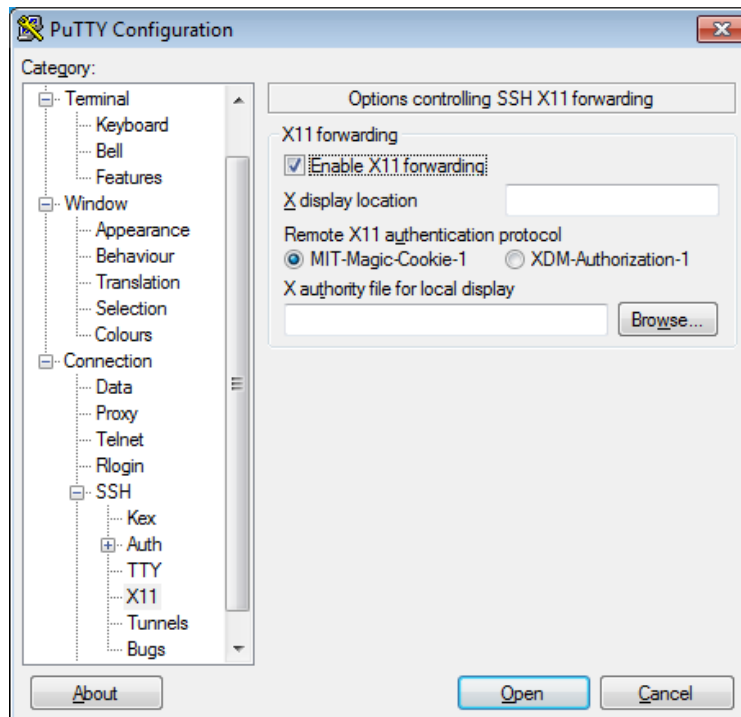 PuTTY Configuration
Category:
Terminal
Keyboard
Bell
Features
Window
Appearance
Behaviour
Translation
Selection
Colours
Connection
Data
Proxy
Telnet
Rlogin
SSH
Kex
Auth
TTY
X11
Tunnels
Bugs
Options controlling SSH X11 forwarding
X11 forwarding
Enable X11 forwarding
X display location
Remote X11 authentication protocol
MIT-Magic-Cookie-1 XDM-Authorization-1
X authority file for local display
Browse...
About Open Cancel